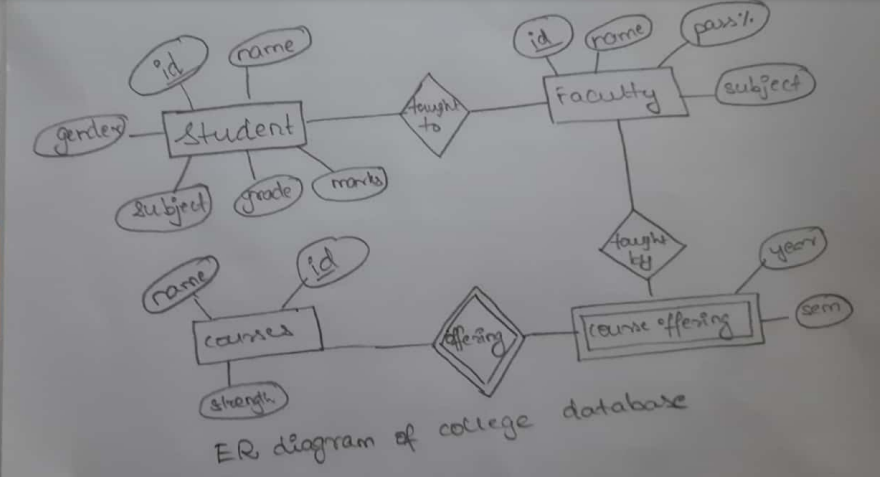 id
name
gender
Student
subject
grade
marks
taught
to
id
name
pass%
Faculty
subject
taught
by
name
id
courses
strength
offering
course offering
year
sem
ER diagram of college database